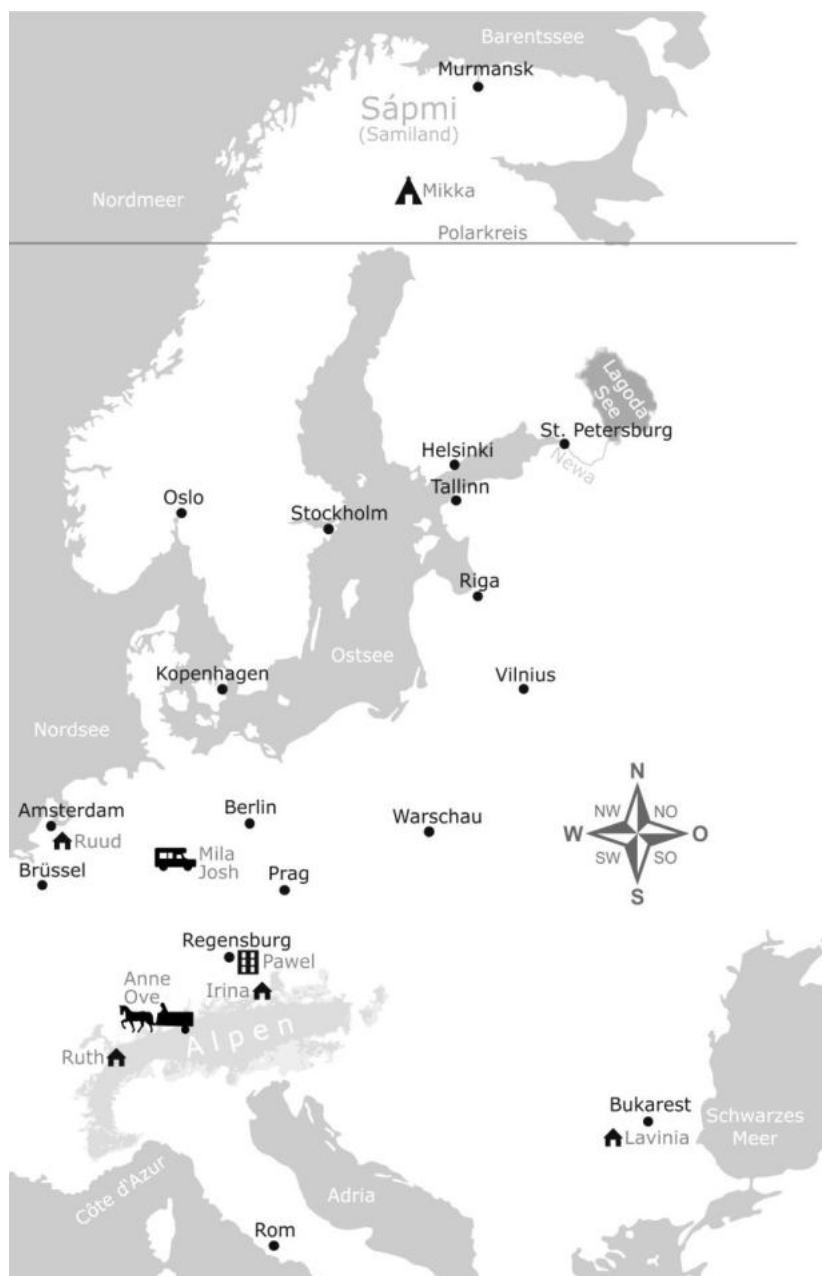 Barentssee
Murmansk
Sápmi
(Samiland)
Mikka
Nordmeer
Polarkreis
Lagoda
See
St. Petersburg
Newa
Helsinki
Tallinn
Oslo
Stockholm
Riga
Ostsee
Kopenhagen
Vilnius
Nordsee
N
NW
NO
W
O
SW
SO
S
Amsterdam
Ruud
Berlin
Warschau
Mila
Josh
Brüssel
Prag
Regensburg
Pawel
Irina
Anne
Ove
Alpen
Ruth
Bukarest
Lavinia
Schwarzes
Meer
Côte d'Azur
Adria
Rom